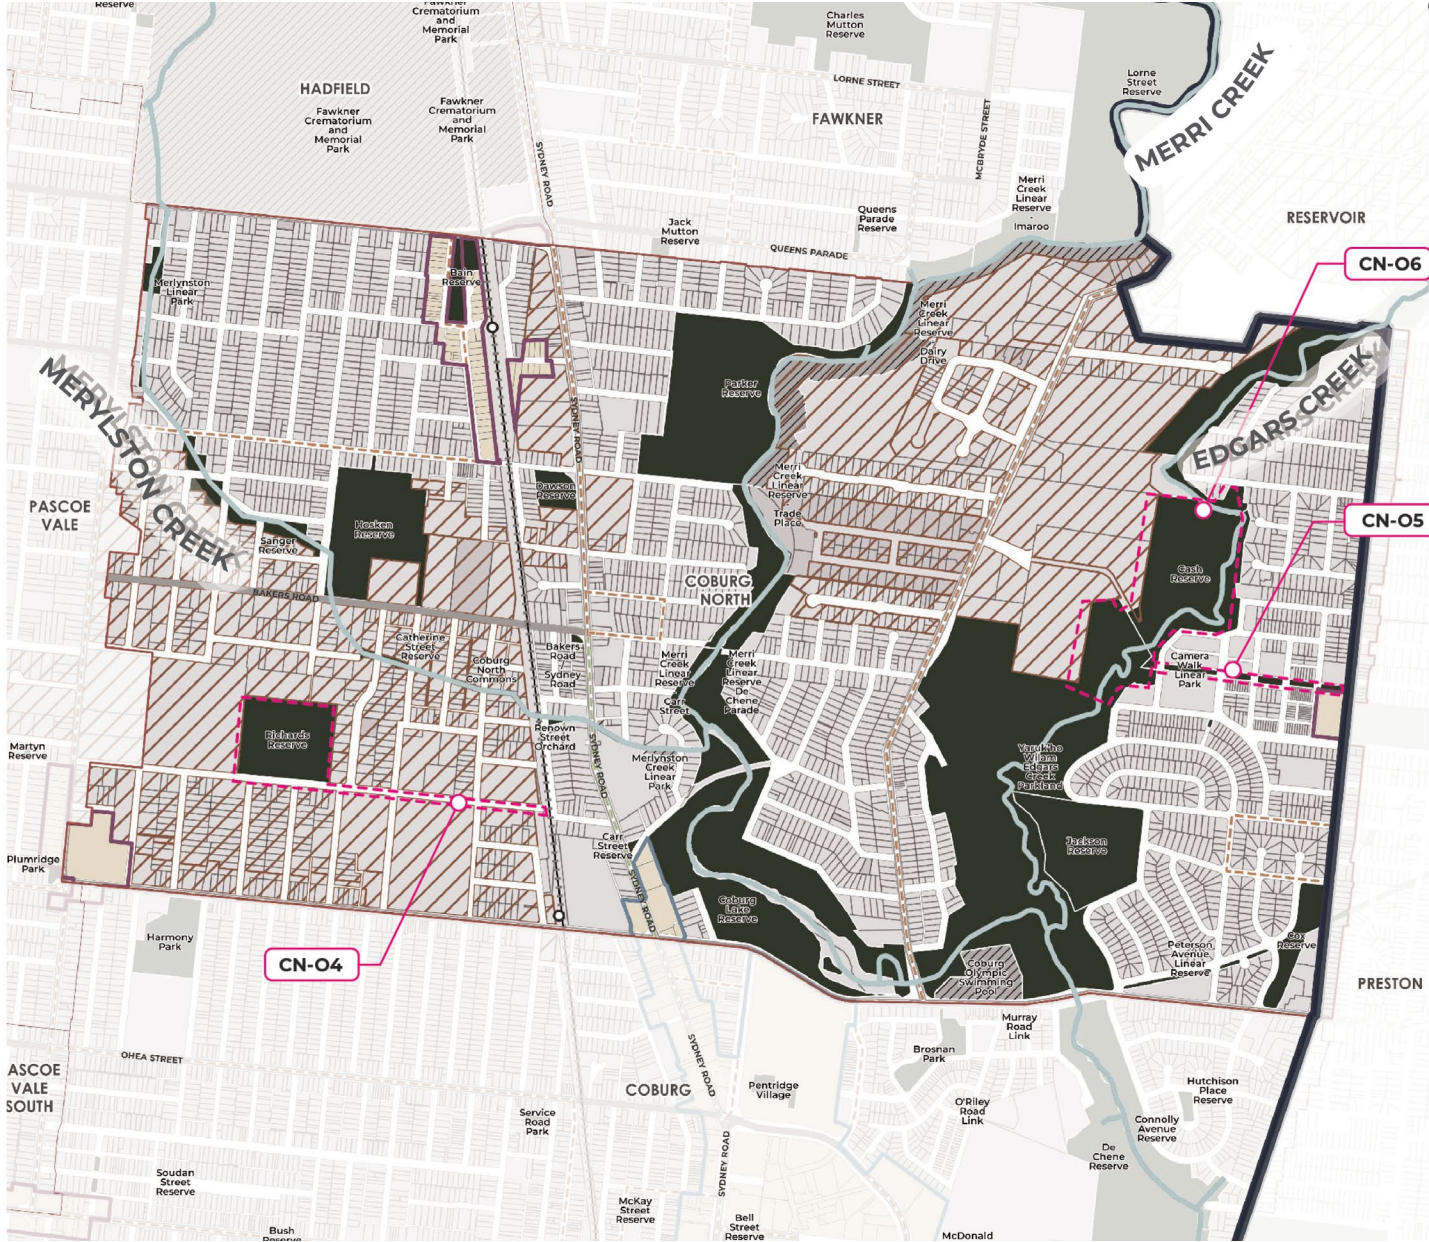 Reserve
Fawkner
Crematorium
and
Memorial
Park
Charles
Mutton
Reserve
HADFIELD
Fawkner
Crematorium
and
Memorial
Park
Fawkner
Crematorium
and
Memorial
Park
LORNE STREET
FAWKNER
Lorne
Street
Reserve
MERRI CREEK
MCBRYDE STREET
SYDNEY ROAD
Merri
Creek
Linear
Reserve
-
Imaroo
Queens
Parade
Reserve
Jack
Mutton
Reserve
QUEENS PARADE
RESERVOIR
CN-O6
Merlynston
Linear
Park
Bain
Reserve
Merri
Creek
Linear
Reserve
-
Dairy
Drive
MERYLSTON CREEK
Parker
Reserve
SYDNEY ROAD
EDGARS CREEK
PASCOE
VALE
Dawson
Reserve
Merri
Creek
Linear
Reserve
-
Trade
Place
Hosken
Reserve
Sanger
Reserve
CN-O5
Cash
Reserve
COBURG
NORTH
BAKERS ROAD
Catherine
Street
Reserve
Coburg
North
Commons
Bakers
Road
/
Sydney
Road
Merri
Creek
Linear
Reserve
-
Carr
Street
Merri
Creek
Linear
Reserve
De
Chene
Parade
Camera
Walk
Linear
Park
Richards
Reserve
Martyn
Reserve
Renown
Street
Orchard
SYDNEY ROAD
Merlynston
Creek
Linear
Park
Yarukho
Wilam
Edgars
Creek
Parkland
Plumridge
Park
Carr
Street
Reserve
Jackson
Reserve
SYDNEY ROAD
Coburg
Lake
Reserve
Harmony
Park
CN-O4
Coburg
Olympic
Swimming
Pool
Peterson
Avenue
Linear
Reserve
Cox
Reserve
PRESTON
Murray
Road
Link
Brosnan
Park
OHEA STREET
SYDNEY ROAD
ASCOE
VALE
SOUTH
COBURG
Pentridge
Village
Hutchison
Place
Reserve
O'Riley
Road
Link
Service
Road
Park
Connolly
Avenue
Reserve
De
Chene
Reserve
SYDNEY ROAD
Soudan
Street
Reserve
McKay
Street
Reserve
Bell
Street
Reserve
Bush
Reserve
McDonald